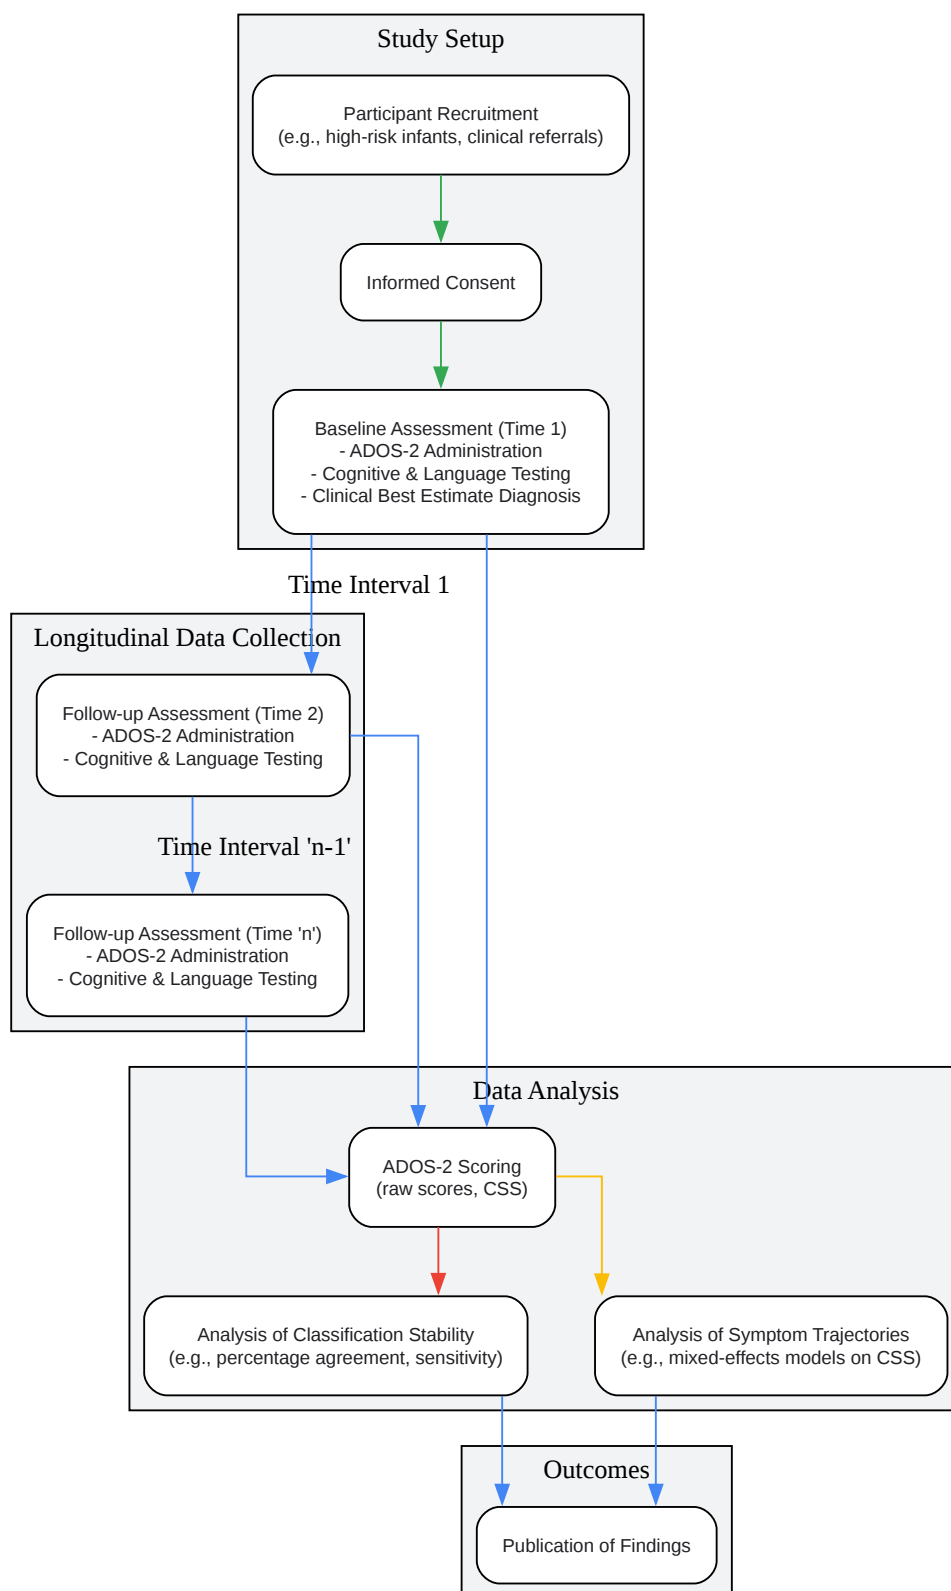 Study Setup
Participant Recruitment
(e.g., high-risk infants, clinical referrals)
Informed Consent
Baseline Assessment (Time 1)
- ADOS-2 Administration
- Cognitive & Language Testing
- Clinical Best Estimate Diagnosis
Time Interval 1
Longitudinal Data Collection
Follow-up Assessment (Time 2)
- ADOS-2 Administration
- Cognitive & Language Testing
Time Interval 'n-1'
Follow-up Assessment (Time 'n')
- ADOS-2 Administration
- Cognitive & Language Testing
Data Analysis
ADOS-2 Scoring
(raw scores, CSS)
Analysis of Classification Stability
(e.g., percentage agreement, sensitivity)
Analysis of Symptom Trajectories
(e.g., mixed-effects models on CSS)
Outcomes
Publication of Findings